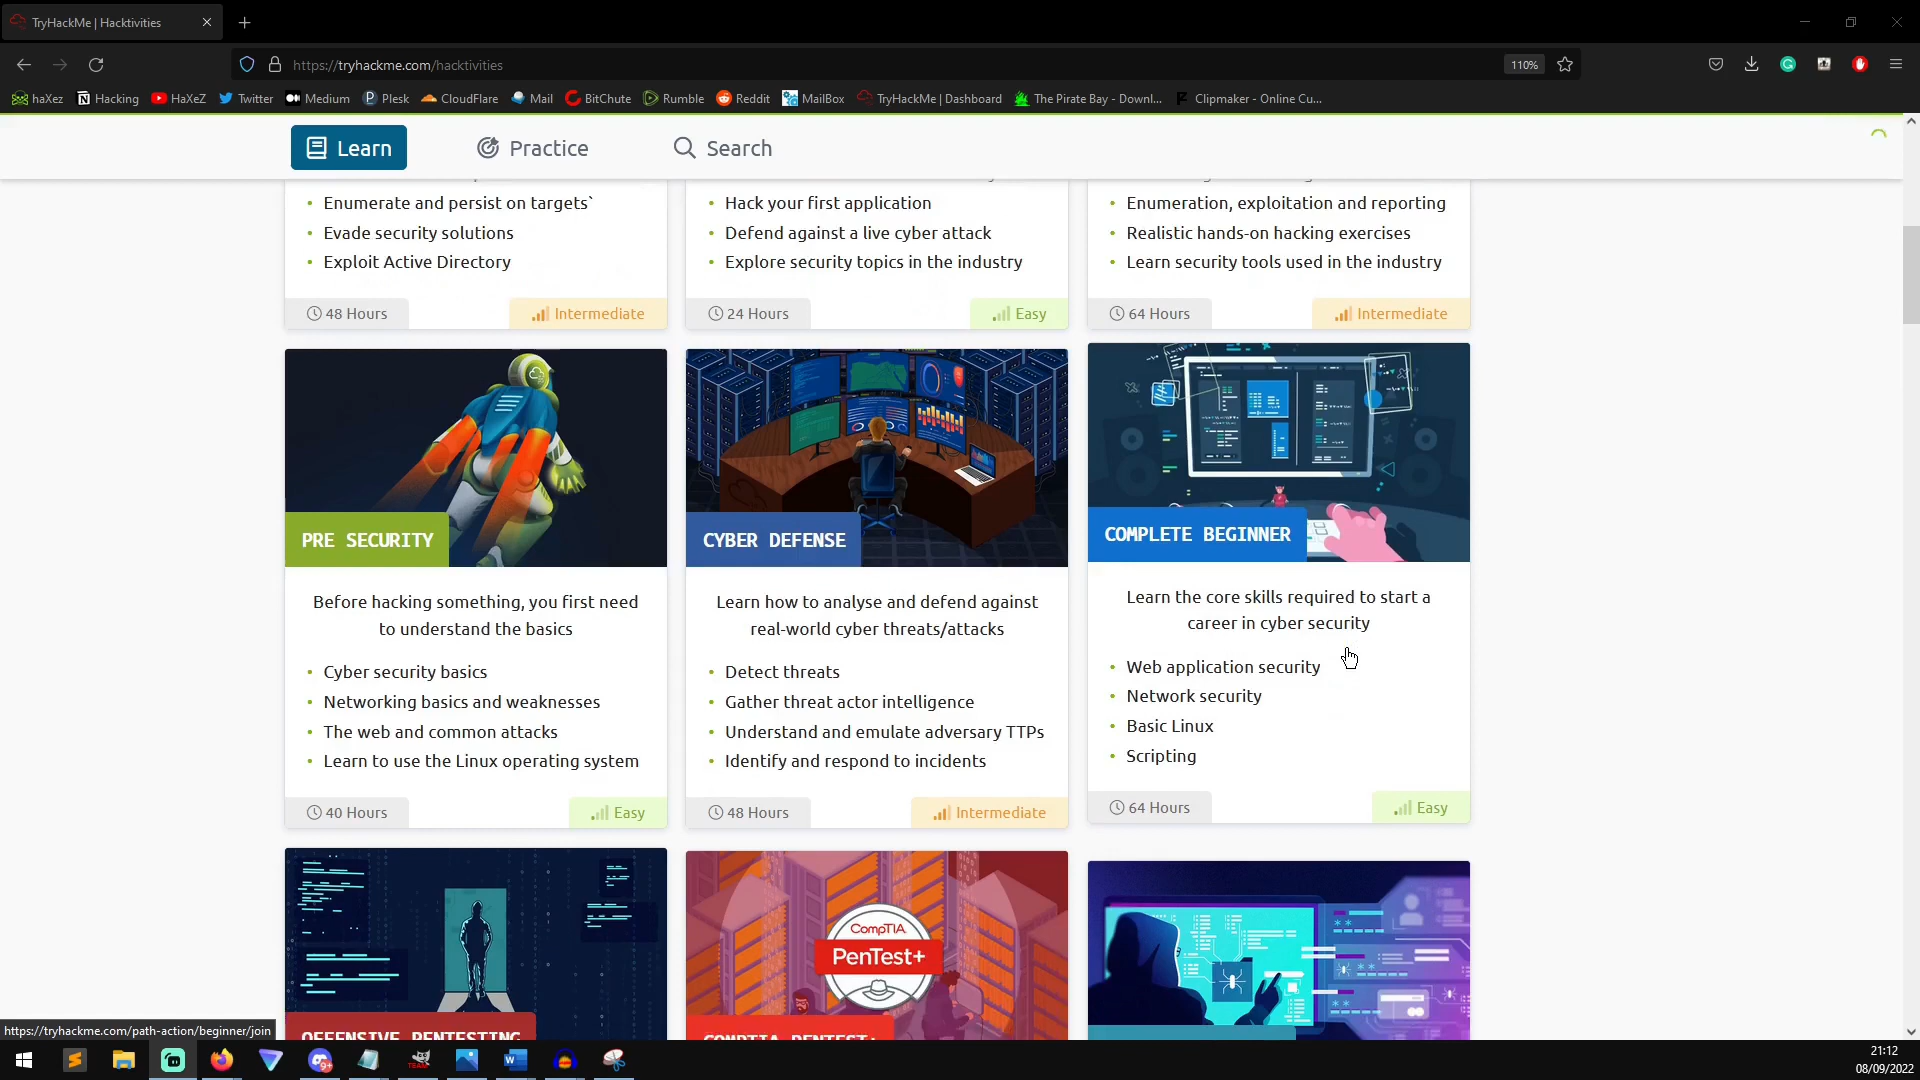 TryHackMe | Hacktivities
https://tryhackme.com/hacktivities
110%
haXez
Hacking
HaXeZ
Twitter
Medium
Plesk
CloudFlare
Mail
BitChute
Rumble
Reddit
MailBox
TryHackMe | Dashboard
The Pirate Bay - Downl...
Clipmaker - Online Cu...
Learn
Practice
Search
Enumerate and persist on targets`
Evade security solutions
Exploit Active Directory
48 Hours
Intermediate
Hack your first application
Defend against a live cyber attack
Explore security topics in the industry
24 Hours
Easy
Enumeration, exploitation and reporting
Realistic hands-on hacking exercises
Learn security tools used in the industry
64 Hours
Intermediate
PRE SECURITY
Before hacking something, you first need
to understand the basics
Cyber security basics
Networking basics and weaknesses
The web and common attacks
Learn to use the Linux operating system
40 Hours
Easy
CYBER DEFENSE
Learn how to analyse and defend against
real-world cyber threats/attacks
Detect threats
Gather threat actor intelligence
Understand and emulate adversary TTPs
Identify and respond to incidents
48 Hours
Intermediate
COMPLETE BEGINNER
Learn the core skills required to start a
career in cyber security
Web application security
Network security
Basic Linux
Scripting
64 Hours
Easy
OFFENSIVE PENTESTING
CompTIA
PenTest+
COMPTIA PENTEST+
https://tryhackme.com/path-action/beginner/join
9+
TEAM
21:12
08/09/2022